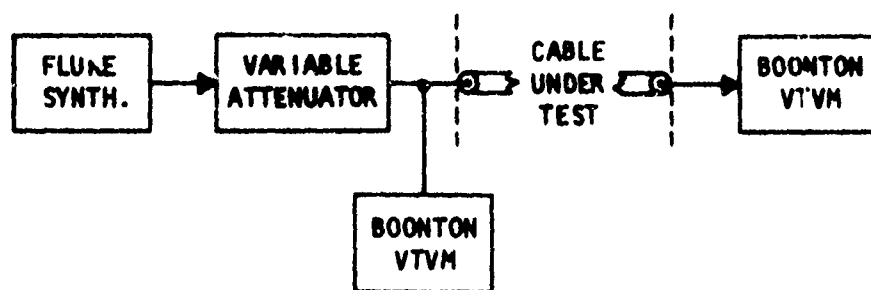 FLUKE
SYNTH.
VARIABLE
ATTENUATOR
CABLE
UNDER
TEST
BOONTON
VTVM
BOONTON
VTVM